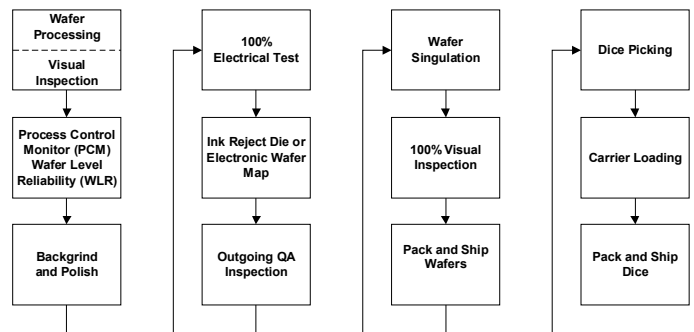 Wafer
Processing
Visual
Inspection
Process Control
Monitor (PCM)
Wafer Level
Reliability (WLR)
Backgrind
and Polish
100%
Electrical Test
Ink Reject Die or
Electronic Wafer
Map
Outgoing QA
Inspection
Wafer
Singulation
100% Visual
Inspection
Pack and Ship
Wafers
Dice Picking
Carrier Loading
Pack and Ship
Dice